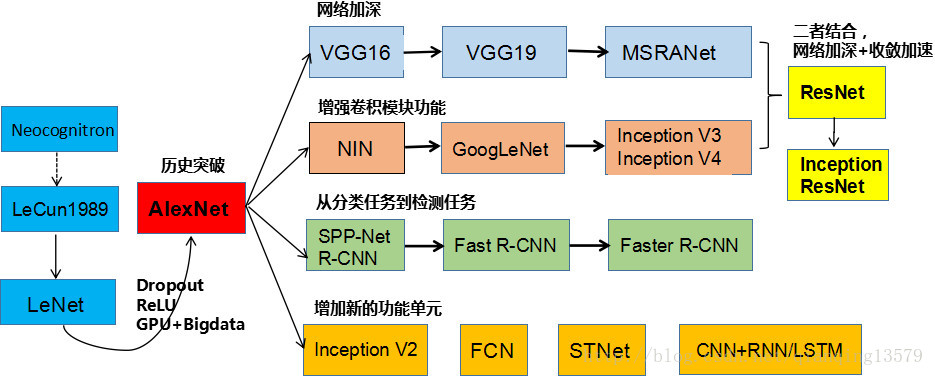 网络加深
VGG16
VGG19
MSRANet
二者结合，
网络加深+收敛加速
ResNet
Inception
ResNet
增强卷积模块功能
NIN
GoogLeNet
Inception V3
Inception V4
Neocognitron
LeCun1989
LeNet
历史突破
AlexNet
Dropout
ReLU
GPU+Bigdata
从分类任务到检测任务
SPP-Net
R-CNN
Fast R-CNN
Faster R-CNN
增加新的功能单元
Inception V2
FCN
STNet
CNN+RNN/LSTM